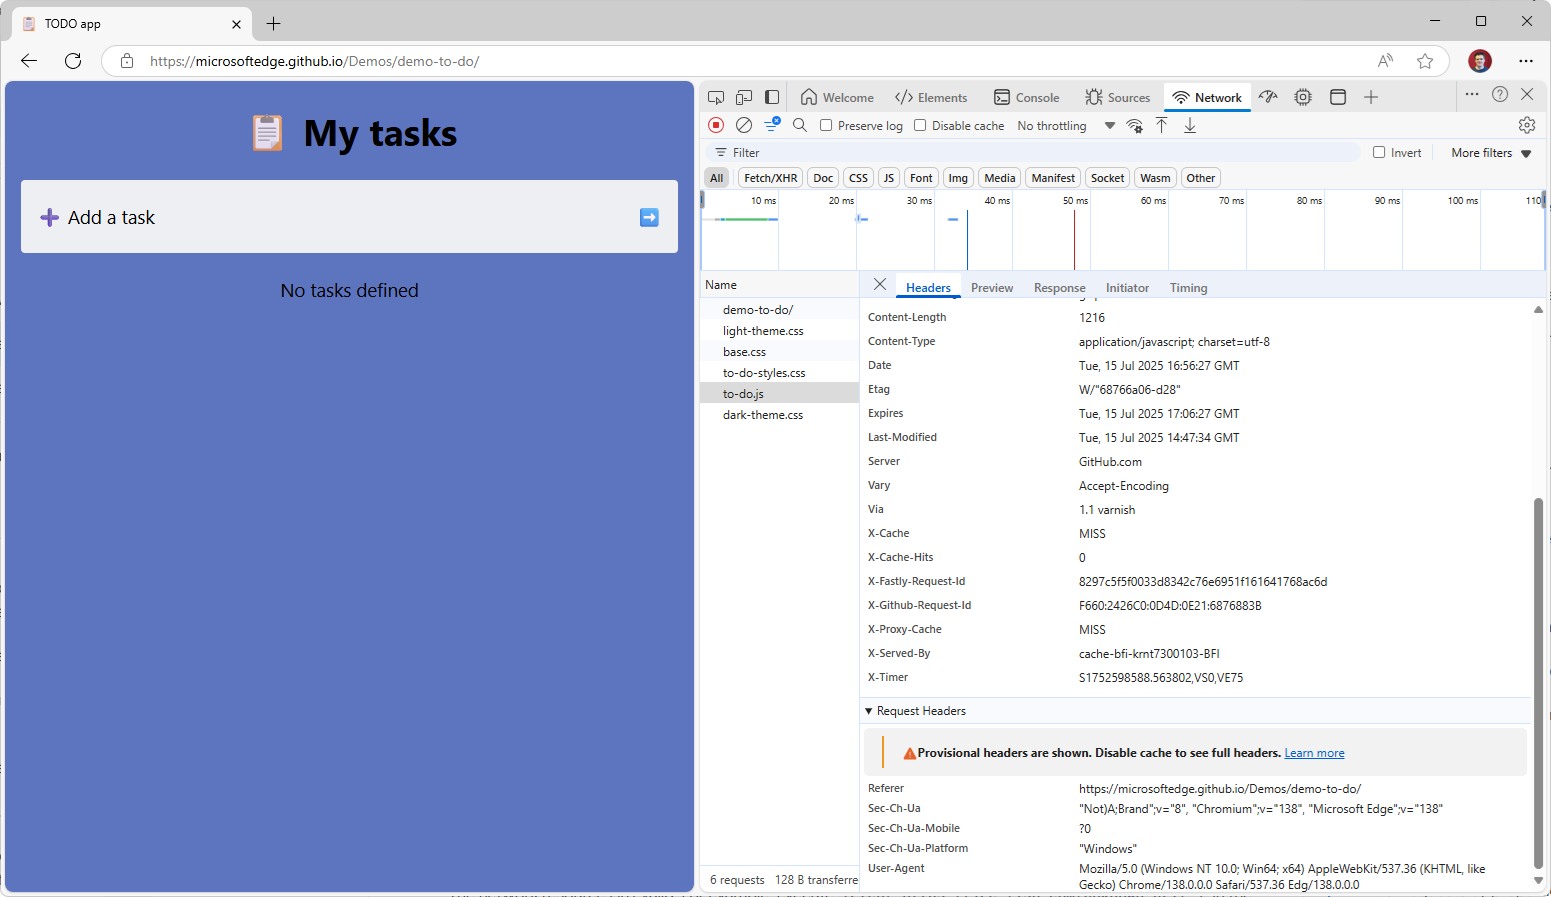 TODO app
https://microsoftedge.github.io/Demos/demo-to-do/
My tasks
Add a task
No tasks defined
Welcome
Elements
Console
Sources
Network
Preserve log
Disable cache
No throttling
Filter
Invert
More filters
All
Fetch/XHR
Doc
CSS
JS
Font
Img
Media
Manifest
Socket
Wasm
Other
10 ms
20 ms
30 ms
40 ms
50 ms
60 ms
70 ms
80 ms
90 ms
100 ms
110
Name
demo-to-do/
light-theme.css
base.css
to-do-styles.css
to-do.js
dark-theme.css
6 requests
128 B transferre
Headers
Preview
Response
Initiator
Timing
Content-Length 1216
Content-Type application/javascript; charset=utf-8
Date Tue, 15 Jul 2025 16:56:27 GMT
Etag W/"68766a06-d28"
Expires Tue, 15 Jul 2025 17:06:27 GMT
Last-Modified Tue, 15 Jul 2025 14:47:34 GMT
Server GitHub.com
Vary Accept-Encoding
Via 1.1 varnish
X-Cache MISS
X-Cache-Hits 0
X-Fastly-Request-Id 8297c5f5f0033d8342c76e6951f161641768ac6d
X-Github-Request-Id F660:2426C0:0D4D:0E21:6876883B
X-Proxy-Cache MISS
X-Served-By cache-bfi-krnt7300103-BFI
X-Timer S1752598588.563802,VS0,VE75
Request Headers
Provisional headers are shown. Disable cache to see full headers. Learn more
Referer https://microsoftedge.github.io/Demos/demo-to-do/
Sec-Ch-Ua "Not)A;Brand";v="8", "Chromium";v="138", "Microsoft Edge";v="138"
Sec-Ch-Ua-Mobile ?0
Sec-Ch-Ua-Platform "Windows"
User-Agent Mozilla/5.0 (Windows NT 10.0; Win64; x64) AppleWebKit/537.36 (KHTML, like
Gecko) Chrome/138.0.0.0 Safari/537.36 Edg/138.0.0.0